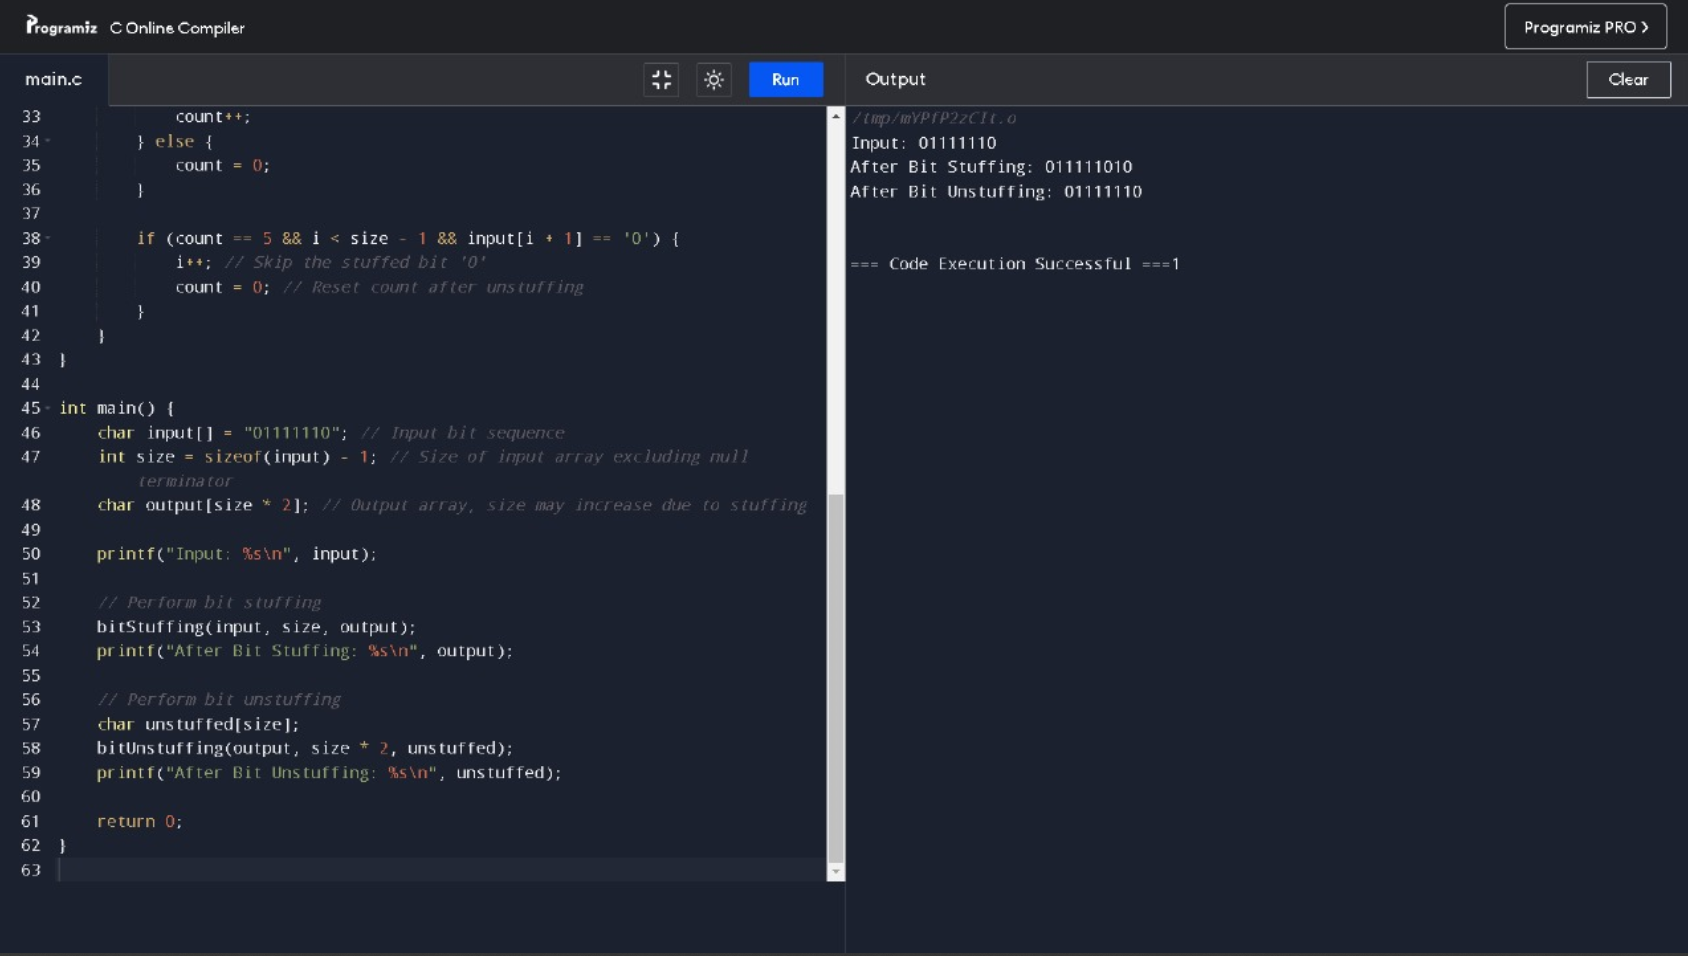 Programiz C Online Compiler
Programiz PRO >
main.c
Run
Output
Clear
33 count++;
34 } else {
35 count = 0;
36 }
37
38 if (count == 5 && i < size - 1 && input[i + 1] == '0') {
39 i++; // Skip the stuffed bit '0'
40 count = 0; // Reset count after unstuffing
41 }
42 }
43 }
44
45 int main() {
46 char input[] = "01111110"; // Input bit sequence
47 int size = sizeof(input) - 1; // Size of input array excluding null
terminator
48 char output[size * 2]; // Output array, size may increase due to stuffing
49
50 printf("Input: %s\n", input);
51
52 // Perform bit stuffing
53 bitStuffing(input, size, output);
54 printf("After Bit Stuffing: %s\n", output);
55
56 // Perform bit unstuffing
57 char unstuffed[size];
58 bitUnstuffing(output, size * 2, unstuffed);
59 printf("After Bit Unstuffing: %s\n", unstuffed);
60
61 return 0;
62 }
63
/tmp/mYPfP2zCIt.o
Input: 01111110
After Bit Stuffing: 011111010
After Bit Unstuffing: 01111110
=== Code Execution Successful ===1